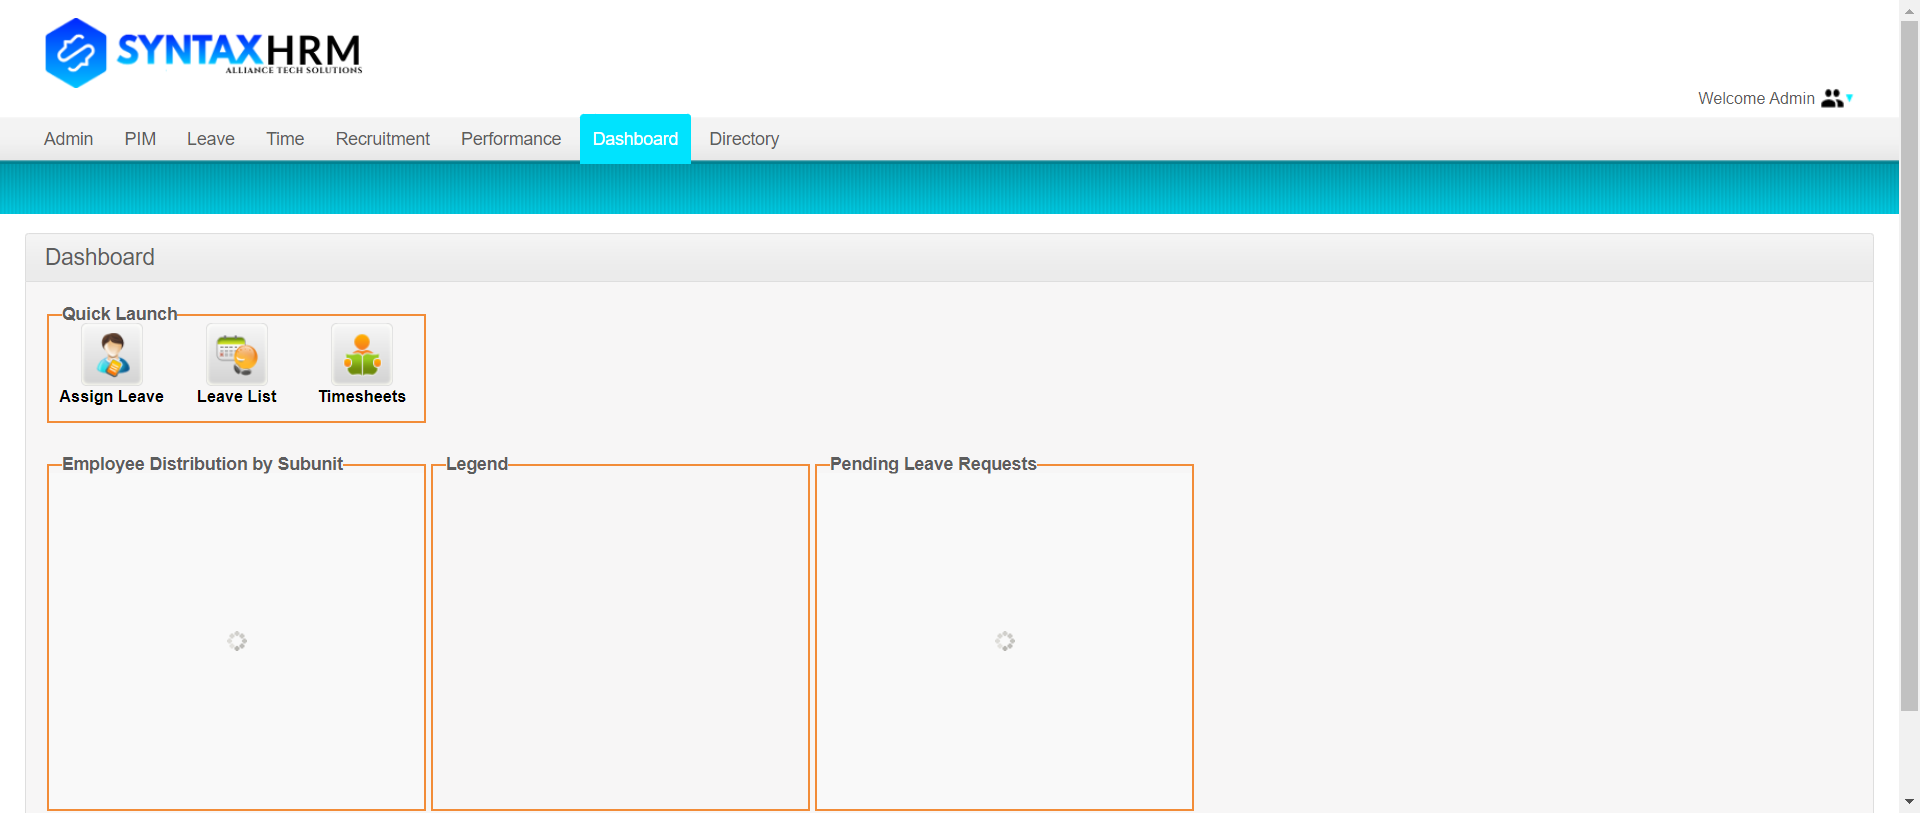 SYNTAXHRM
ALLIANCE TECH SOLUTIONS
Welcome Admin
Admin PIM Leave Time Recruitment Performance Dashboard Directory
Dashboard
Quick Launch
Assign Leave Leave List Timesheets
Employee Distribution by Subunit Legend Pending Leave Requests